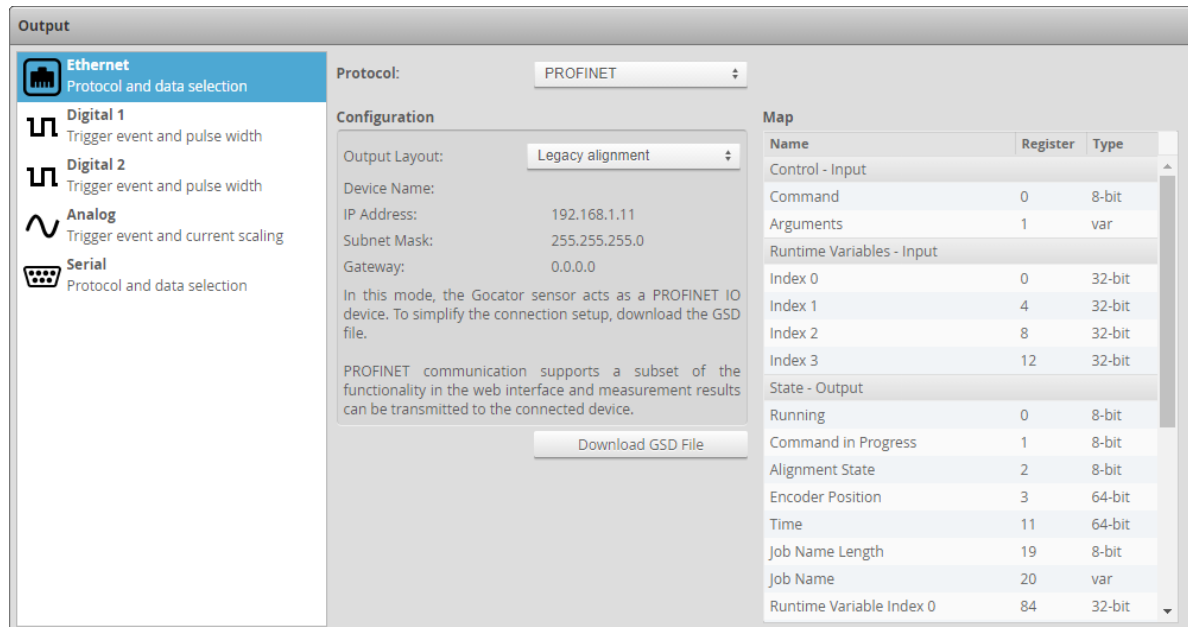 Output
Ethernet
Protocol and data selection
Digital 1
Trigger event and pulse width
Digital 2
Trigger event and pulse width
Analog
Trigger event and current scaling
Serial
Protocol and data selection
Protocol: PROFINET
Configuration
Output Layout: Legacy alignment
Device Name:
IP Address: 192.168.1.11
Subnet Mask: 255.255.255.0
Gateway: 0.0.0.0
In this mode, the Gocator sensor acts as a PROFINET IO
device. To simplify the connection setup, download the GSD
file.
PROFINET communication supports a subset of the
functionality in the web interface and measurement results
can be transmitted to the connected device.
Download GSD File
Map
Name Register Type
Control - Input
Command 0 8-bit
Arguments 1 var
Runtime Variables - Input
Index 0 0 32-bit
Index 1 4 32-bit
Index 2 8 32-bit
Index 3 12 32-bit
State - Output
Running 0 8-bit
Command in Progress 1 8-bit
Alignment State 2 8-bit
Encoder Position 3 64-bit
Time 11 64-bit
Job Name Length 19 8-bit
Job Name 20 var
Runtime Variable Index 0 84 32-bit